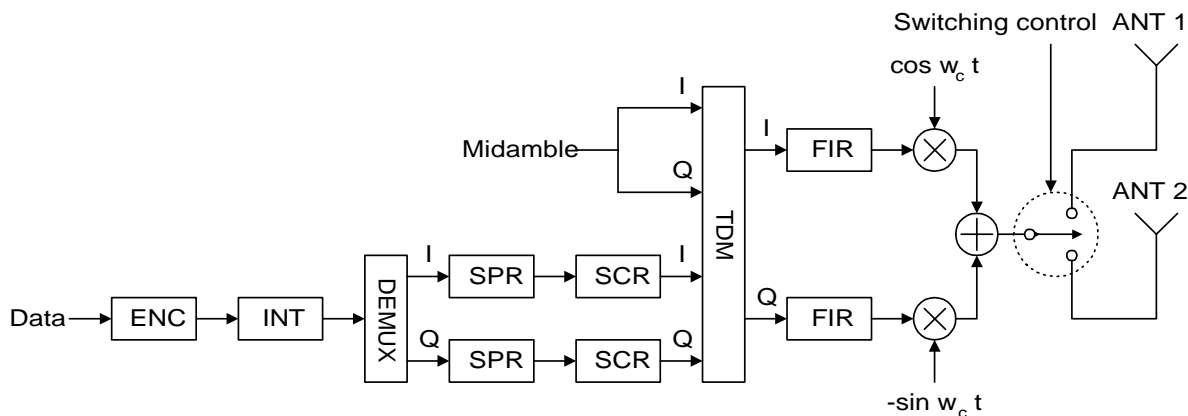 Switching control ANT 1
cos w_c t
I
I
Midamble
FIR
Q
ANT 2
TDM
I
I
SPR
SCR
Q
Data
ENC
INT
DEMUX
FIR
Q
Q
SPR
SCR
-sin w_c t